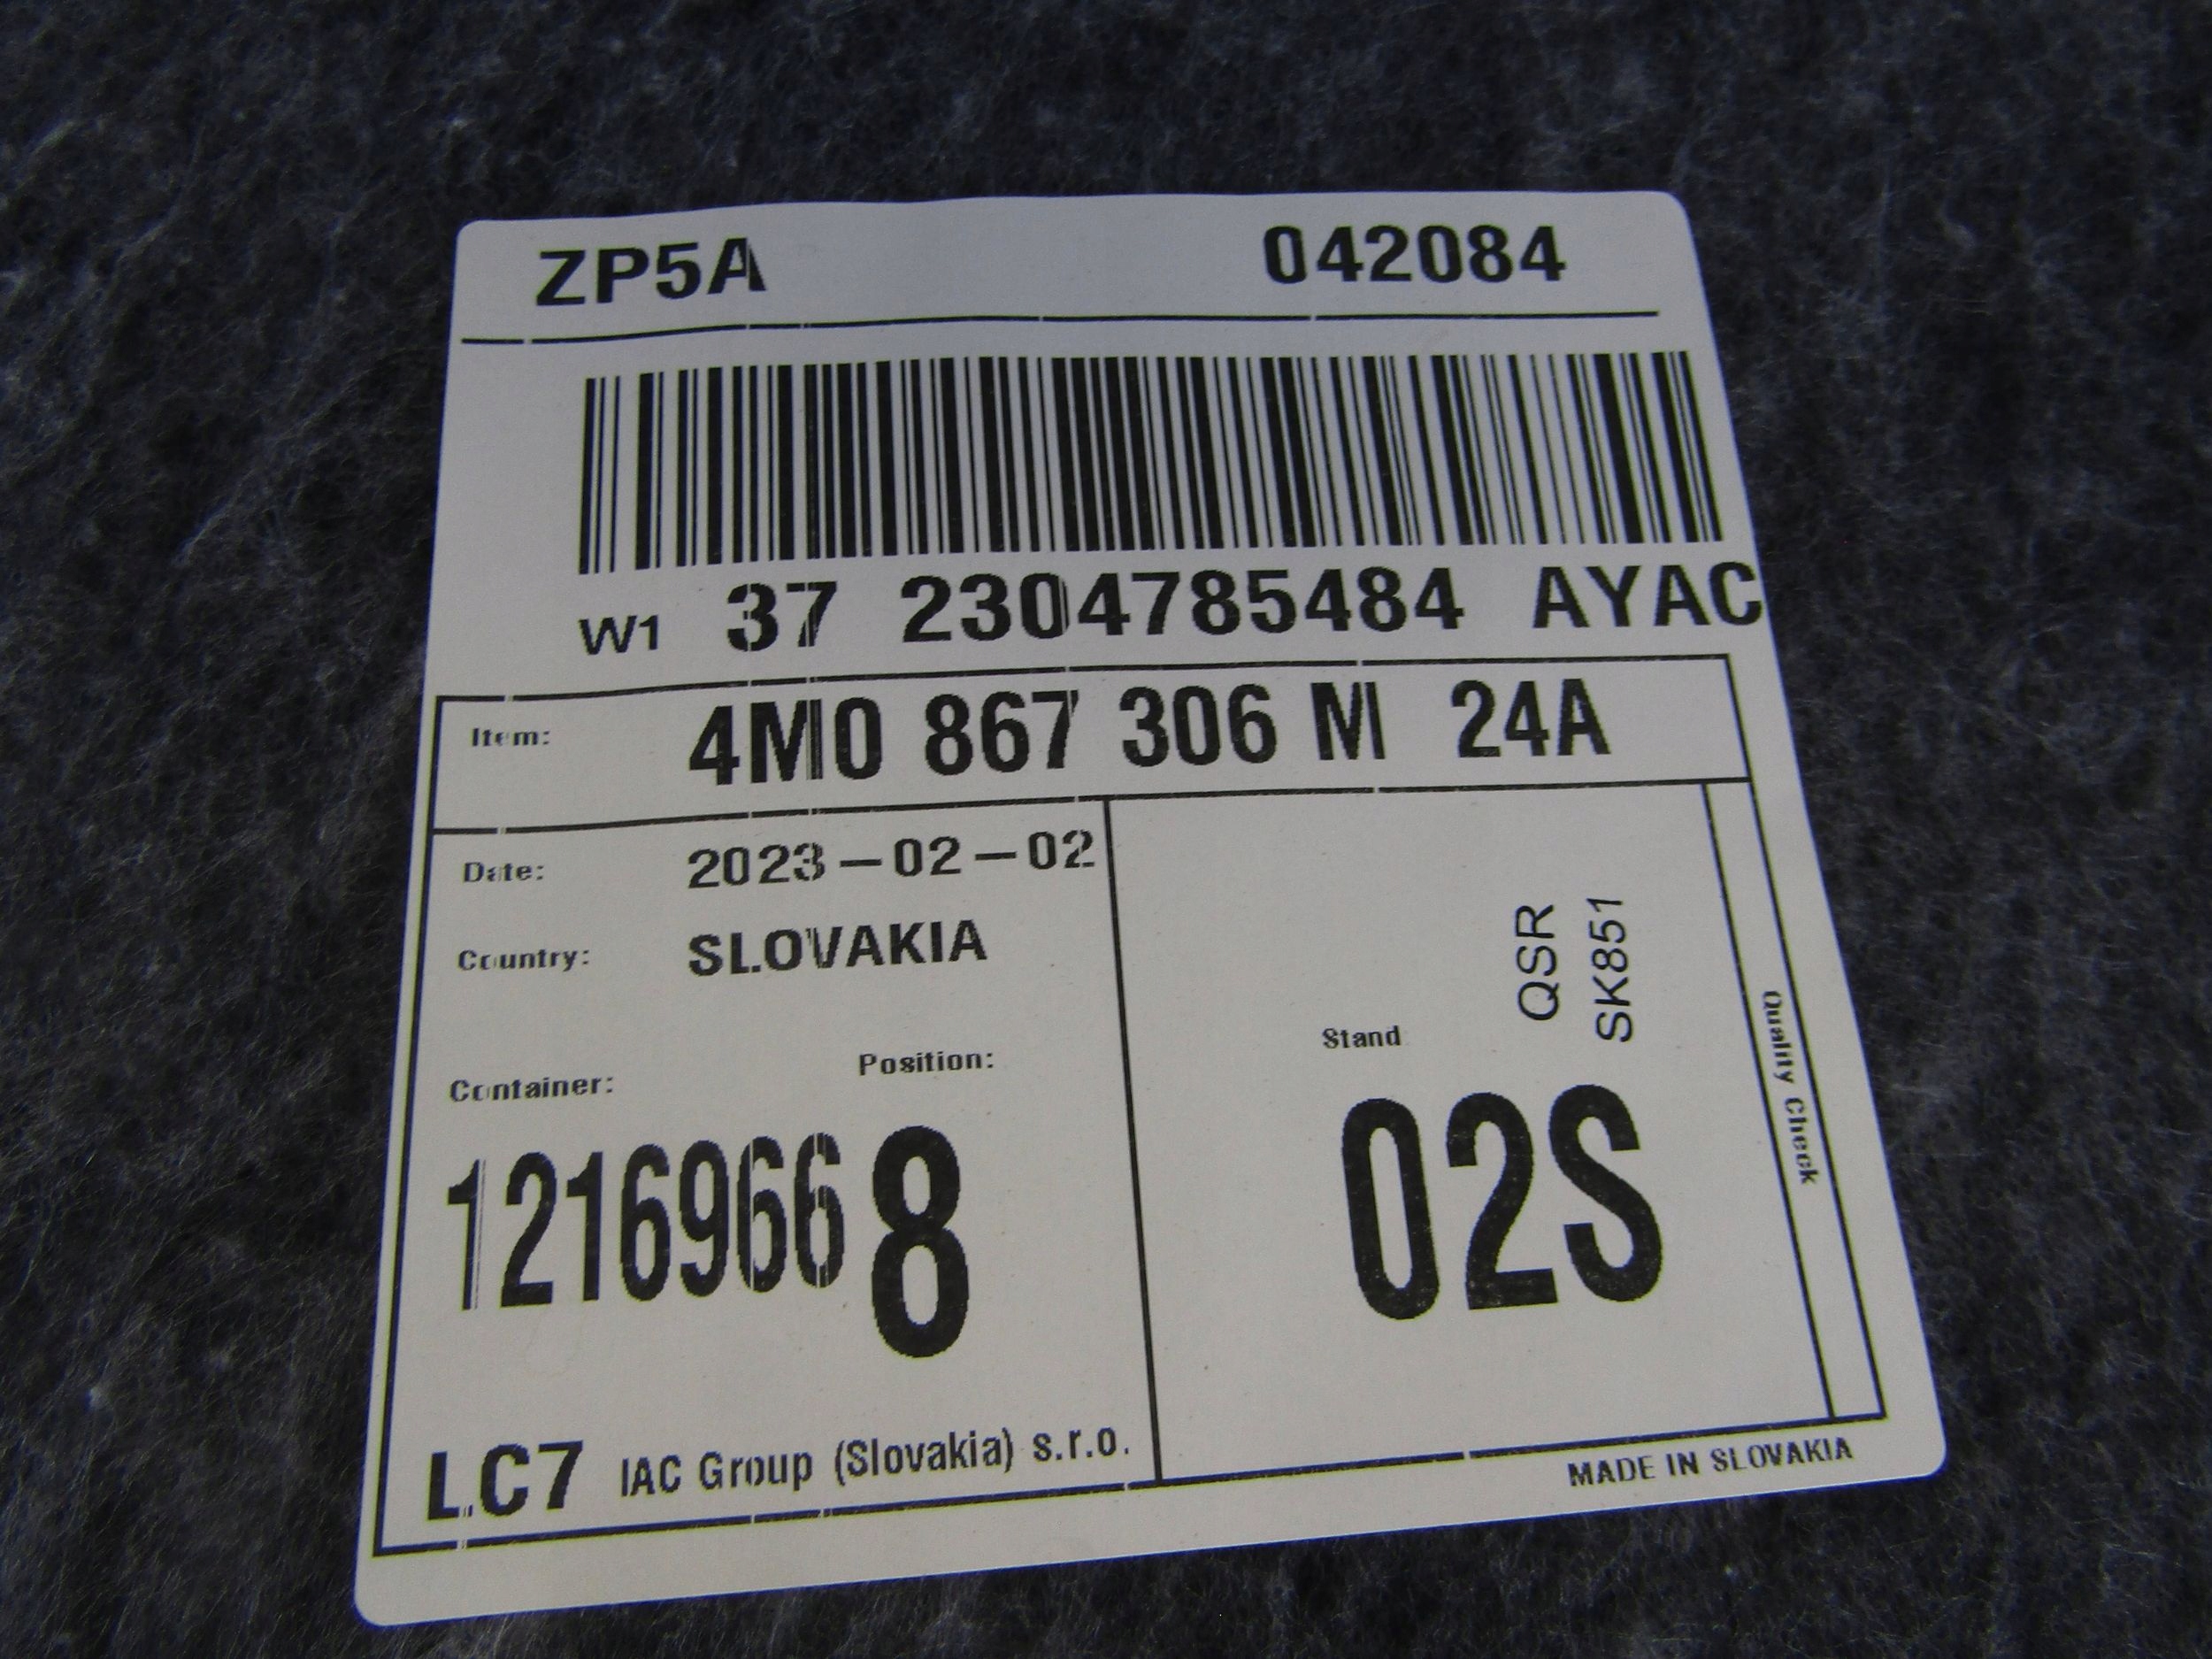 ZP5A 042084
W1 37 2304785484 AYAC
Item: 4M0 867 306 M 24A
Date: 2023-02-02
Country: SLOVAKIA
QSR
SK851
Quality Check
Container: Position: Stand
1216966 8 02S
LC7 IAC Group (Slovakia) s.r.o.
MADE IN SLOVAKIA